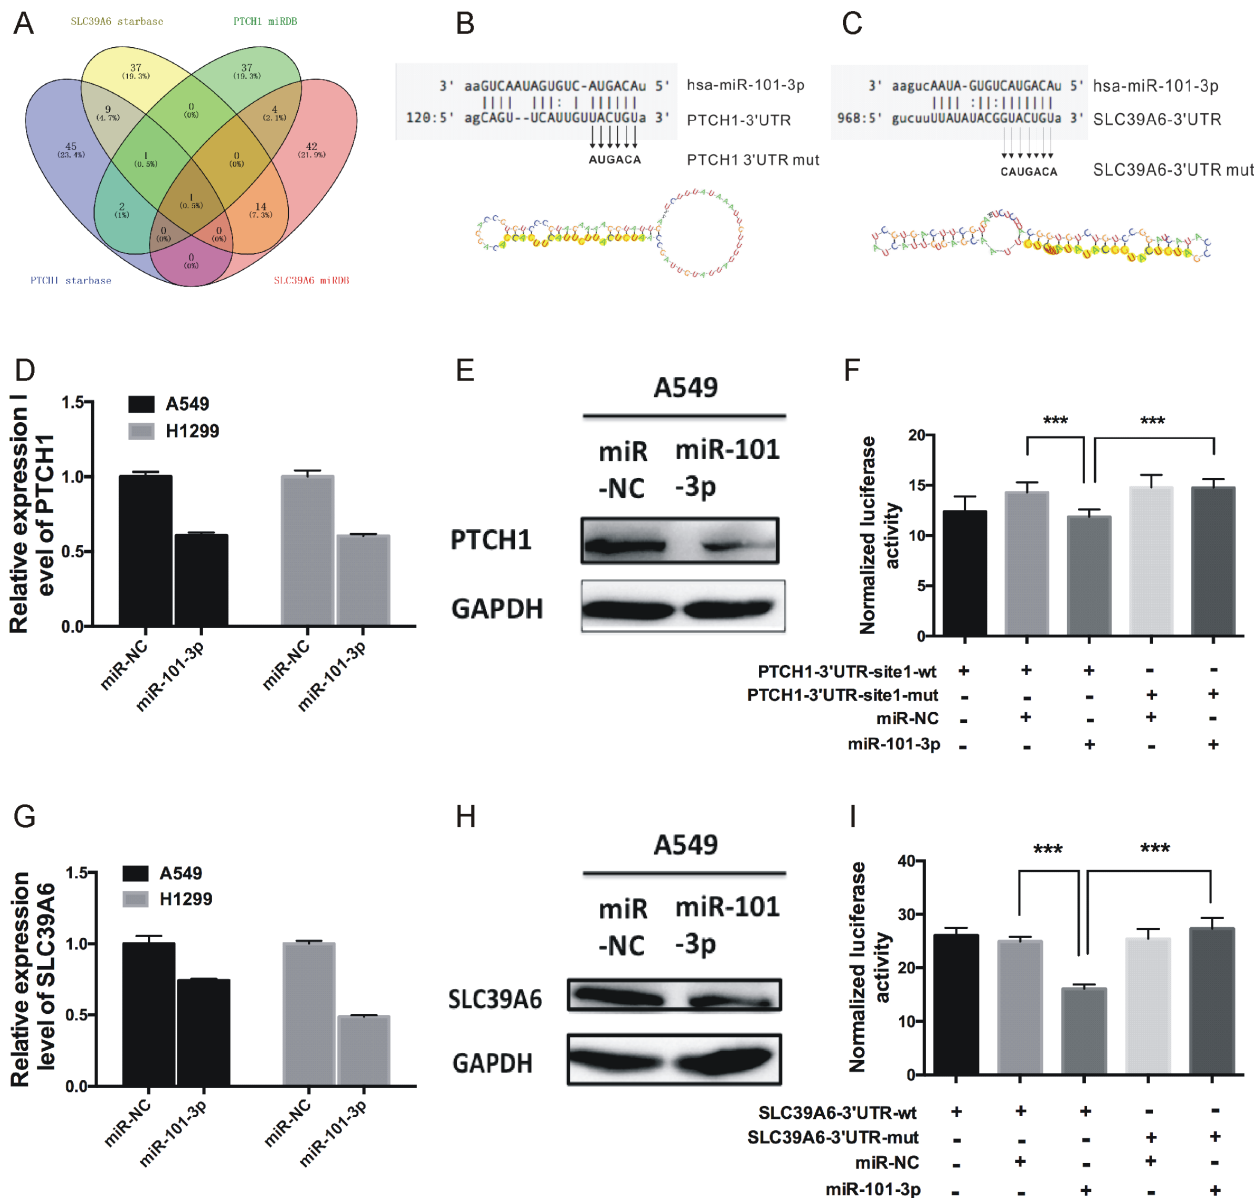 A
SLC39A6 starbase
PTCH1 miRDB
37
(19.3%)
37
(19.3%)
9
(4.7%)
0
(0%)
4
(2.1%)
45
(23.4%)
1
(0.5%)
0
(0%)
42
(21.9%)
2
(1%)
1
(0.5%)
14
(7.3%)
0
(0%)
0
(0%)
0
(0%)
PTCH1 starbase
SLC39A6 miRDB
B
3' aaGUCAAUAGUGUC-AUGACAu 5' hsa-miR-101-3p
120:5' agCAGU--UCAUUGUUACUGUa 3' PTCH1-3'UTR
AUGACA PTCH1 3'UTR mut
C
3' aagucAAUA-GUGUCAUGACAu 5' hsa-miR-101-3p
968:5' gucuuUUAUAUACGGUACUGUa 3' SLC39A6-3'UTR
CAUGACA SLC39A6-3'UTR mut
D
Relative expression l
evel of PTCH1
1.5
1.0
0.5
0.0
A549
H1299
miR-NC
miR-101-3p
miR-NC
miR-101-3p
E
A549
miR miR-101
-NC -3p
PTCH1
GAPDH
F
Normalized luciferase
activity
20
15
10
5
0
*** ***
PTCH1-3'UTR-site1-wt + + + - -
PTCH1-3'UTR-site1-mut - - - + +
miR-NC - + - + -
miR-101-3p - - + - +
G
Relative expression
level of SLC39A6
1.5
1.0
0.5
0.0
A549
H1299
miR-NC
miR-101-3p
miR-NC
miR-101-3p
H
A549
miR miR-101
-NC -3p
SLC39A6
GAPDH
I
Normalized luciferase
activity
40
30
20
10
0
*** ***
SLC39A6-3'UTR-wt + + + - -
SLC39A6-3'UTR-mut - - - + +
miR-NC - + - + -
miR-101-3p - - + - +